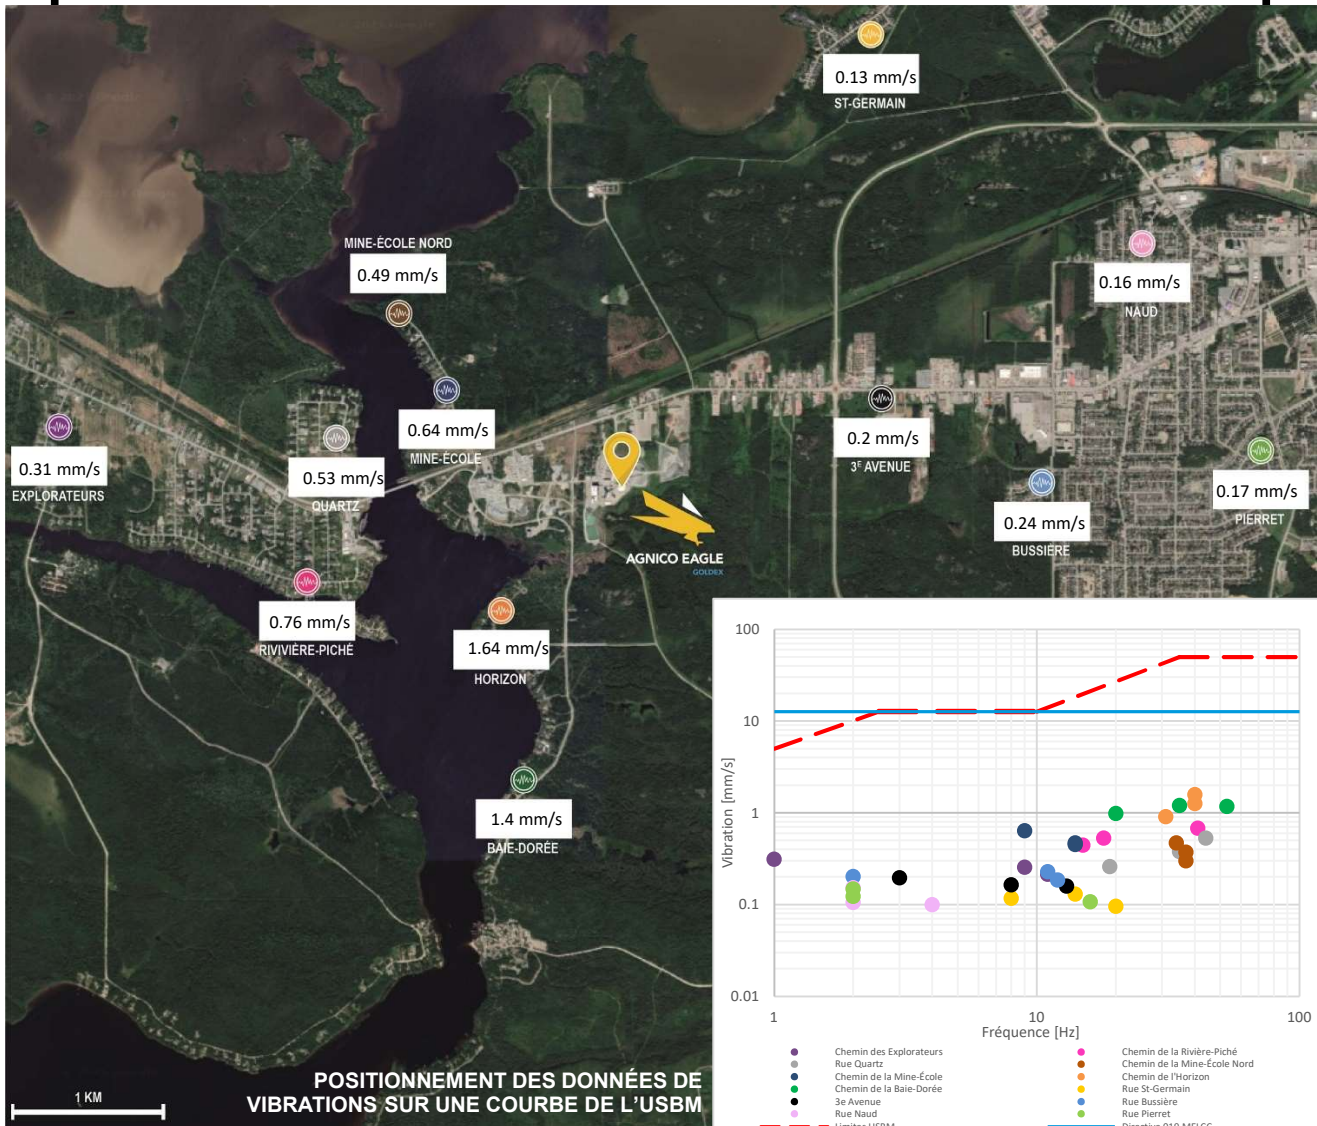 0.13 mm/s
ST-GERMAIN
MINE-ÉCOLE NORD
0.49 mm/s
0.16 mm/s
NAUD
0.64 mm/s
MINE-ÉCOLE
0.2 mm/s
3E AVENUE
0.31 mm/s
EXPLORATEURS
0.53 mm/s
QUARTZ
0.17 mm/s
PIERRET
0.24 mm/s
BUSSIÈRE
AGNICO EAGLE
GOLDEX
0.76 mm/s
RIVIVIÈRE-PICHÉ
1.64 mm/s
HORIZON
1.4 mm/s
BAIE-DORÉE
POSITIONNEMENT DES DONNÉES DE
VIBRATIONS SUR UNE COURBE DE L'USBM
1 KM
100
10
1
0.1
0.01
Vibration [mm/s]
1 10 100
Fréquence [Hz]
Chemin des Explorateurs
Chemin de la Rivière-Piché
Rue Quartz
Chemin de la Mine-École Nord
Chemin de la Mine-École
Chemin de l'Horizon
Chemin de la Baie-Dorée
Rue St-Germain
3e Avenue
Rue Bussière
Rue Naud
Rue Pierret
Limites USBM
Directive 019 MELCC